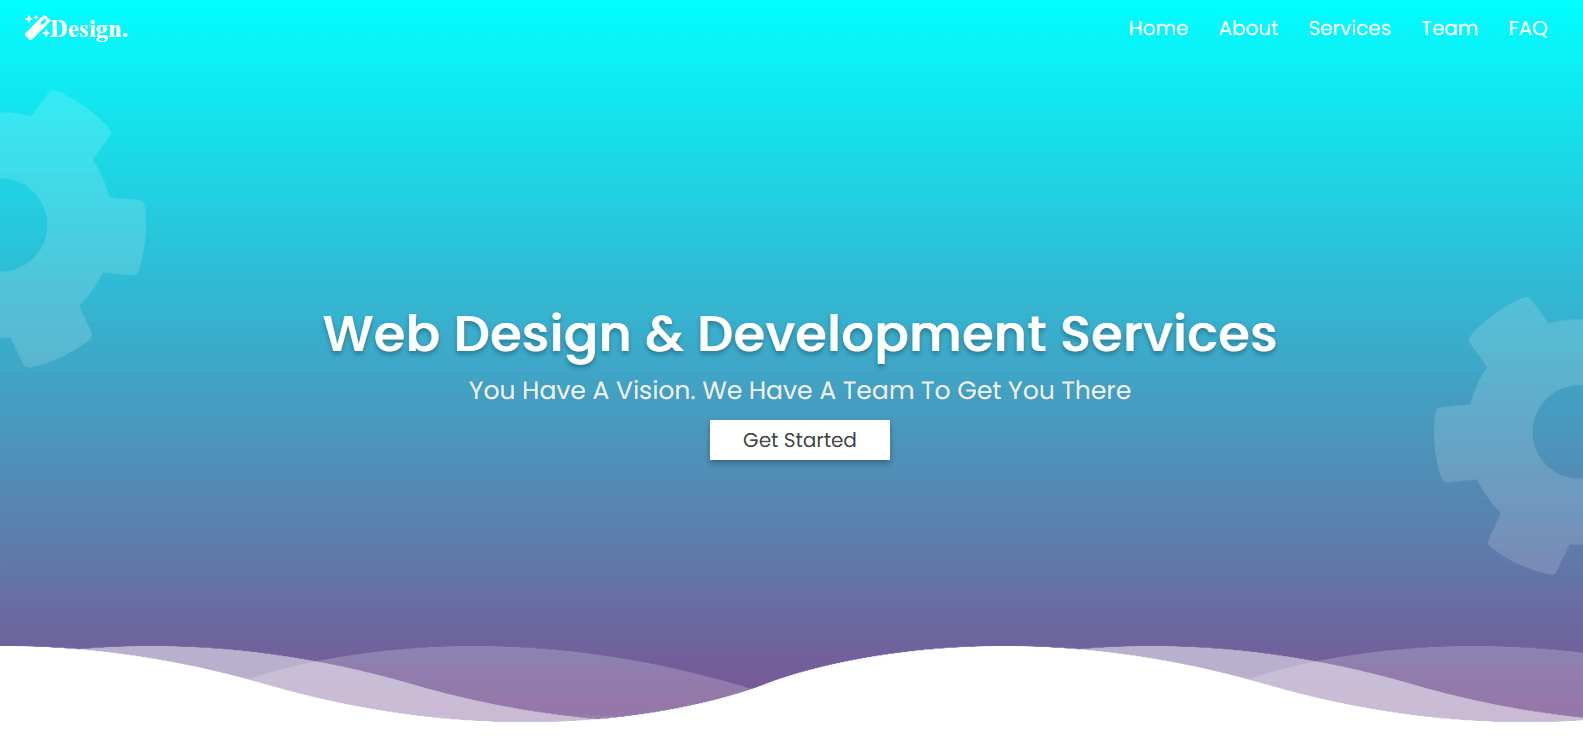 Design.
Home About Services Team FAQ
Web Design & Development Services
You Have A Vision. We Have A Team To Get You There
Get Started